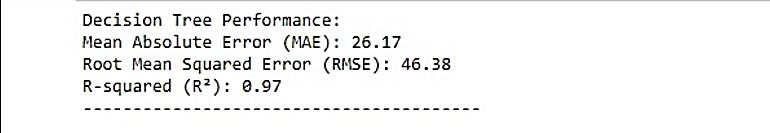 Decision Tree Performance:
Mean Absolute Error (MAE): 26.17
Root Mean Squared Error (RMSE): 46.38
R-squared (R²): 0.97
----------------------------------------